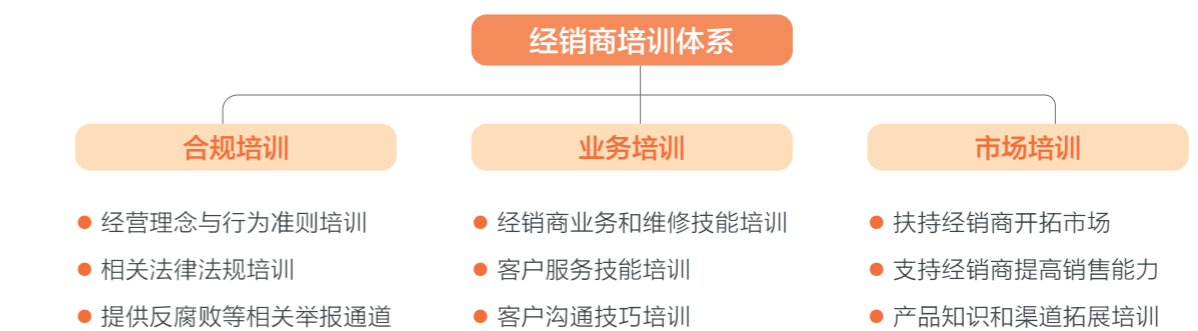 经销商培训体系
合规培训
经营理念与行为准则培训
相关法律法规培训
提供反腐败等相关举报通道
业务培训
经销商业务和维修技能培训
客户服务技能培训
客户沟通技巧培训
市场培训
扶持经销商开拓市场
支持经销商提高销售能力
产品知识和渠道拓展培训